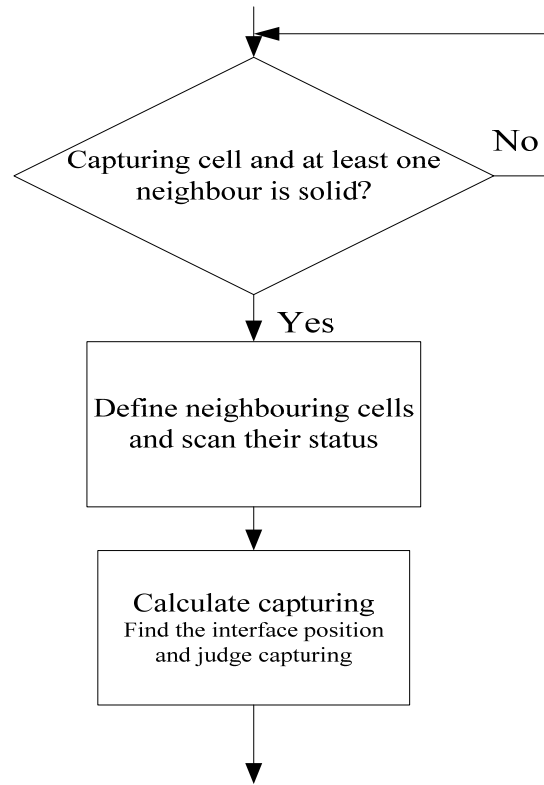 Capturing cell and at least one
neighbour is solid?
No
Yes
Define neighbouring cells
and scan their status
Calculate capturing
Find the interface position
and judge capturing